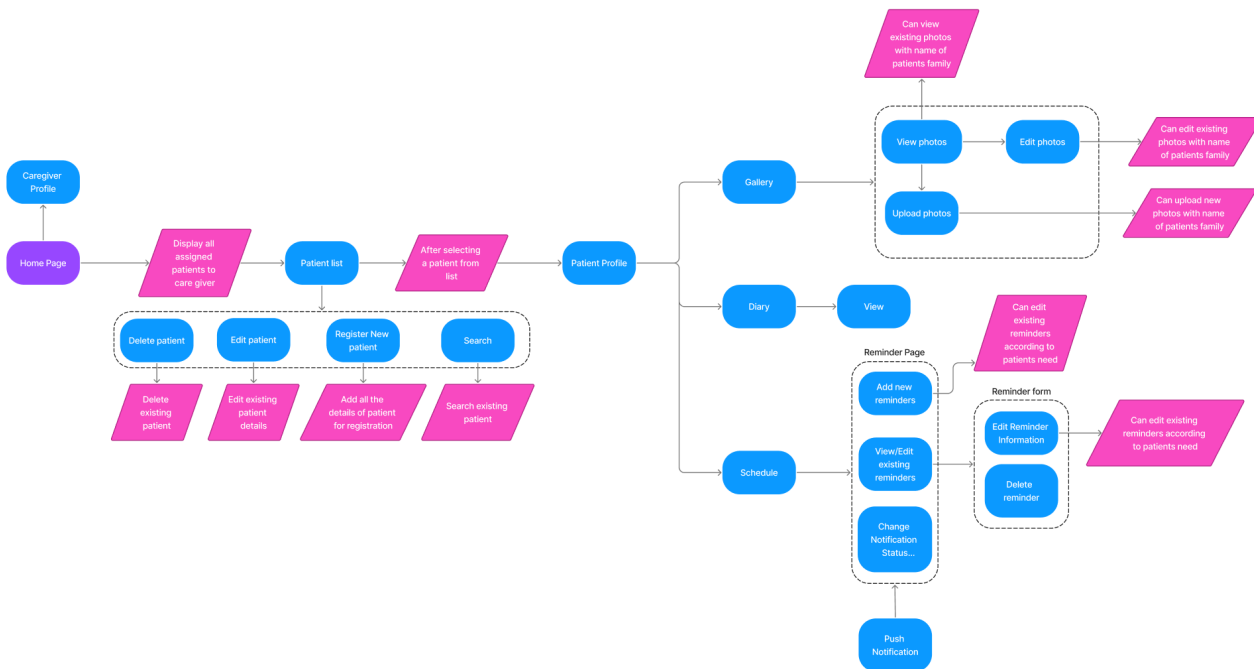 Can view
existing photos
with name of
patients family
View photos
Edit photos
Can edit existing
photos with name
of patients family
Caregiver
Profile
Gallery
Upload photos
Can upload new
photos with name
of patients family
Home Page
Display all
assigned
patients to
care giver
Patient list
After selecting
a patient from
list
Patient Profile
Diary
View
Can edit
existing
reminders
according to
patients need
Delete patient
Edit patient
Register New
patient
Search
Reminder Page
Add new
reminders
Delete
existing
patient
Edit existing
patient
details
Add all the
details of patient
for registration
Search existing
patient
Reminder form
Edit Reminder
Information
Can edit existing
reminders according
to patients need
Schedule
View/Edit
existing
reminders
Delete
reminder
Change
Notification
Status...
Push
Notification